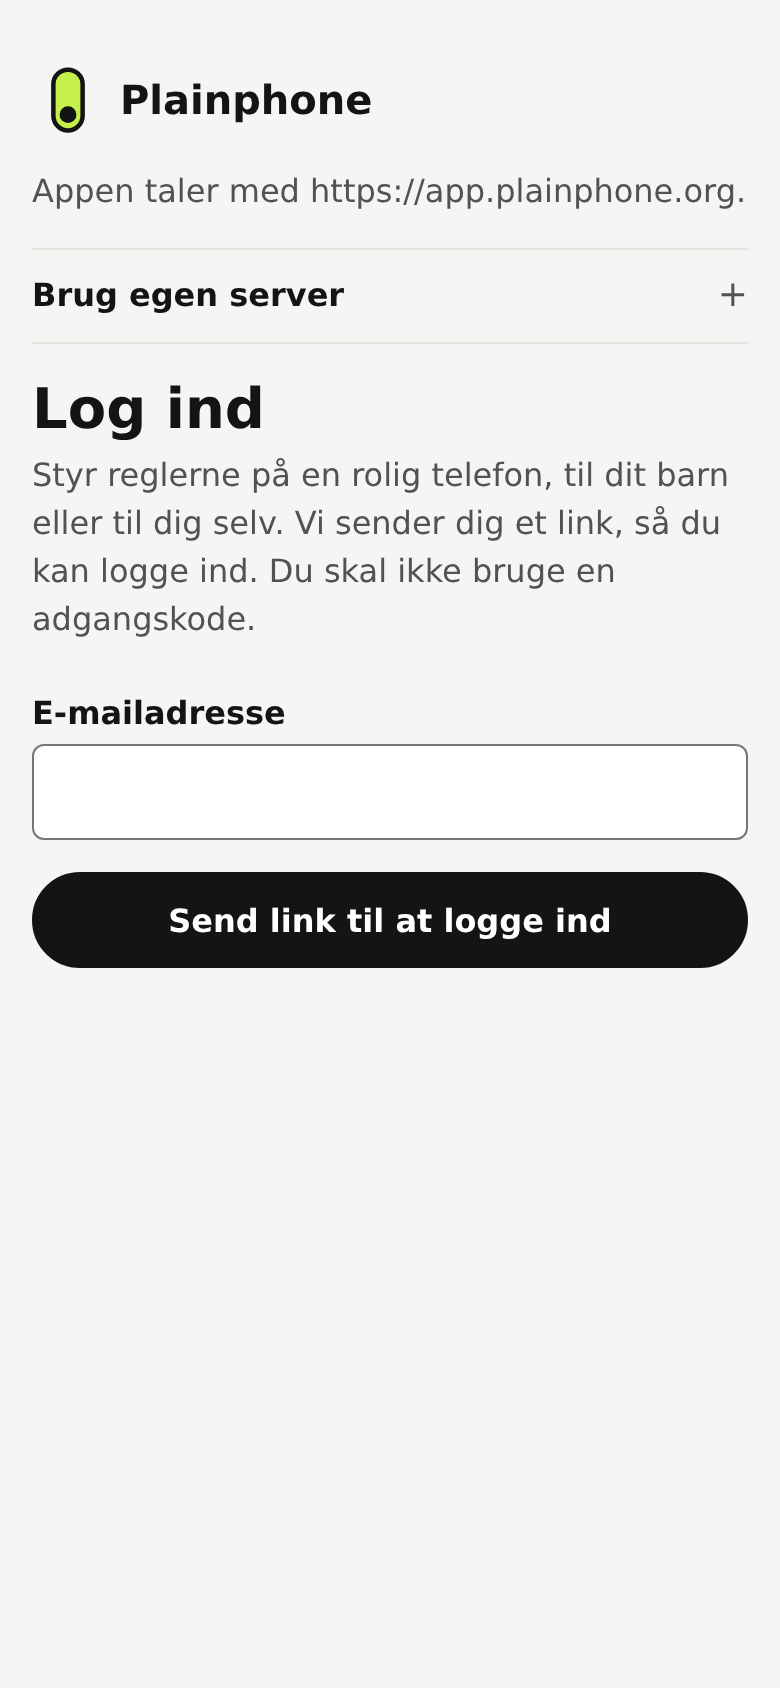 Plainphone
Appen taler med https://app.plainphone.org.
Brug egen server
Log ind
Styr reglerne på en rolig telefon, til dit barn
eller til dig selv. Vi sender dig et link, så du
kan logge ind. Du skal ikke bruge en
adgangskode.
E-mailadresse
Send link til at logge ind